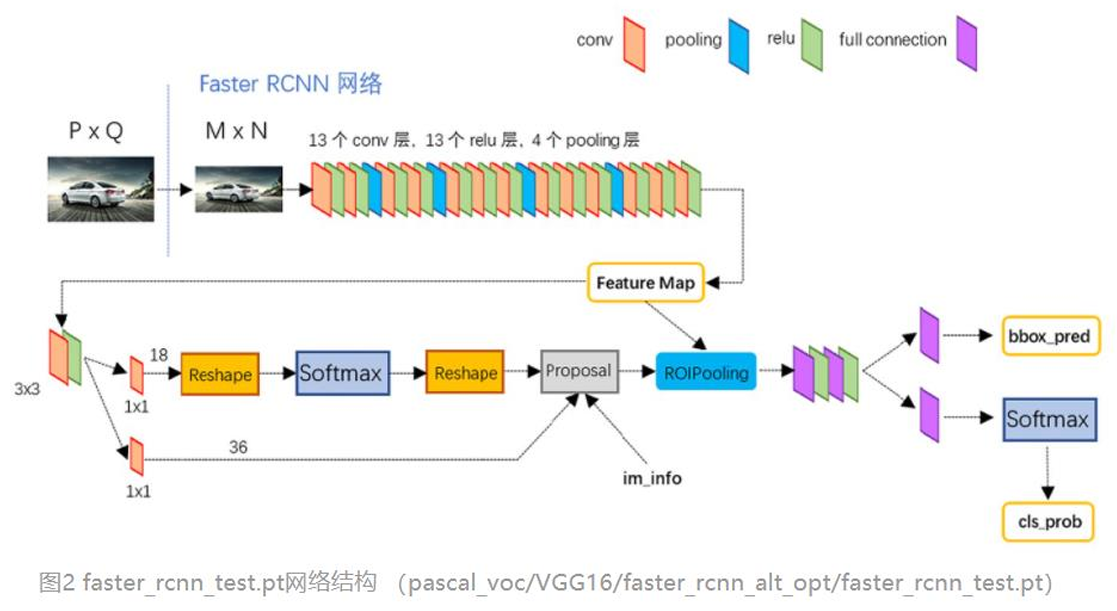 conv
pooling
relu
full connection
Faster RCNN 网络
P x Q
M x N
13 个 conv 层, 13 个 relu 层, 4 个 pooling 层
Feature Map
3x3
18
1x1
Reshape
Softmax
Reshape
Proposal
ROIPooling
bbox_pred
Softmax
36
1x1
im_info
cls_prob
图2 faster_rcnn_test.pt网络结构 （pascal_voc/VGG16/faster_rcnn_alt_opt/faster_rcnn_test.pt）